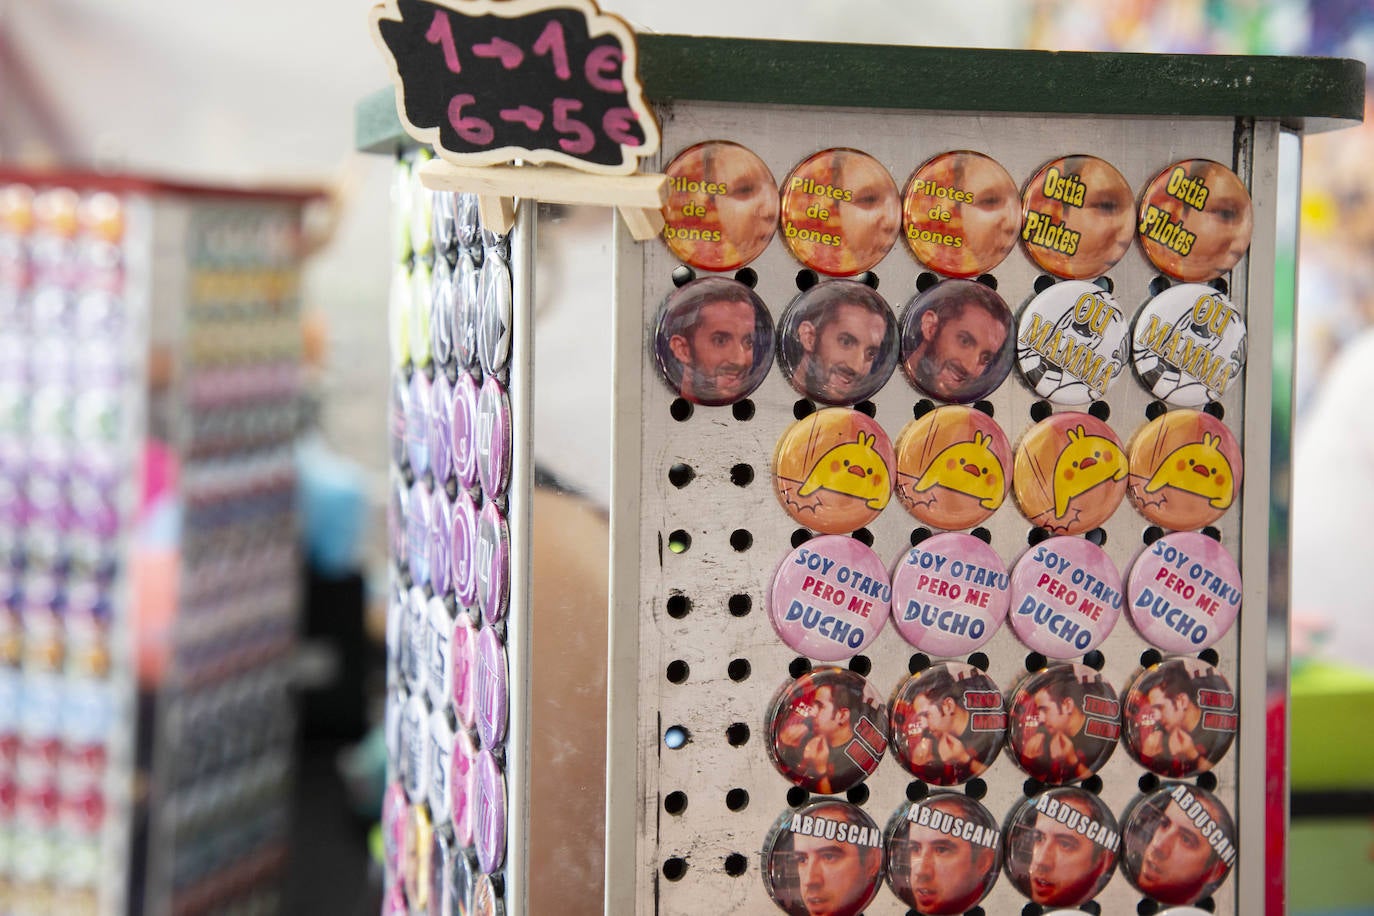 1→1€
6→5€
Pilotes
de
bones
Pilotes
de
bones
Pilotes
de
bones
Ostia
Pilotes
Ostia
Pilotes
OU
MAMMA
OU
MAMMA
SOY OTAKU
PERO ME
DUCHO
SOY OTAKU
PERO ME
DUCHO
SOY OTAKU
PERO ME
DUCHO
SOY OTAKU
PERO ME
DUCHO
ABDUSCAN!
ABDUSCAN!
ABDUSCAN!
ABDUSCAN!